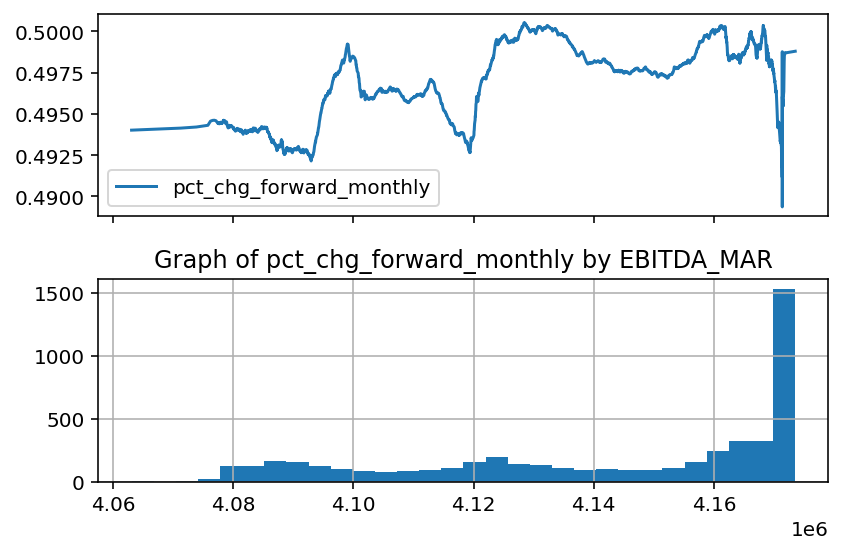 0.5000
0.4975
0.4950
0.4925
0.4900
pct_chg_forward_monthly
Graph of pct_chg_forward_monthly by EBITDA_MAR
1500
1000
500
0
4.06 4.08 4.10 4.12 4.14 4.16
1e6